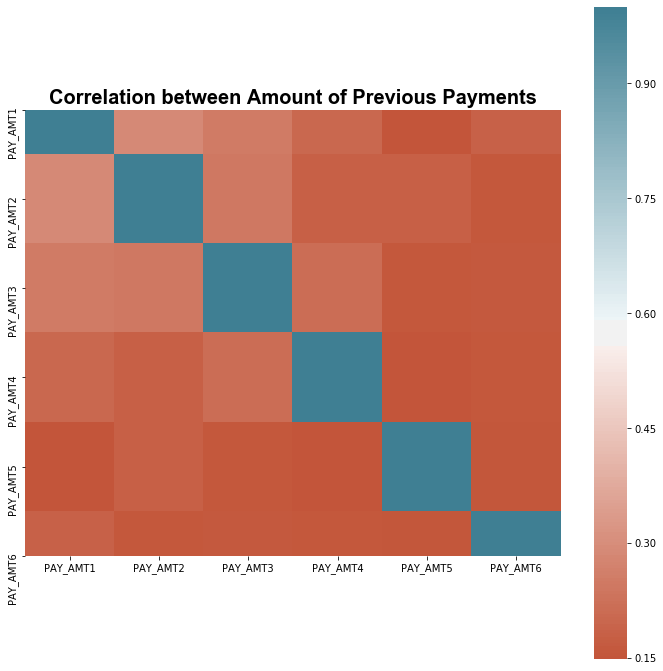 Correlation between Amount of Previous Payments
PAY_AMT1
PAY_AMT2
PAY_AMT3
PAY_AMT4
PAY_AMT5
PAY_AMT6
PAY_AMT1 PAY_AMT2 PAY_AMT3 PAY_AMT4 PAY_AMT5 PAY_AMT6
0.90
0.75
0.60
0.45
0.30
0.15